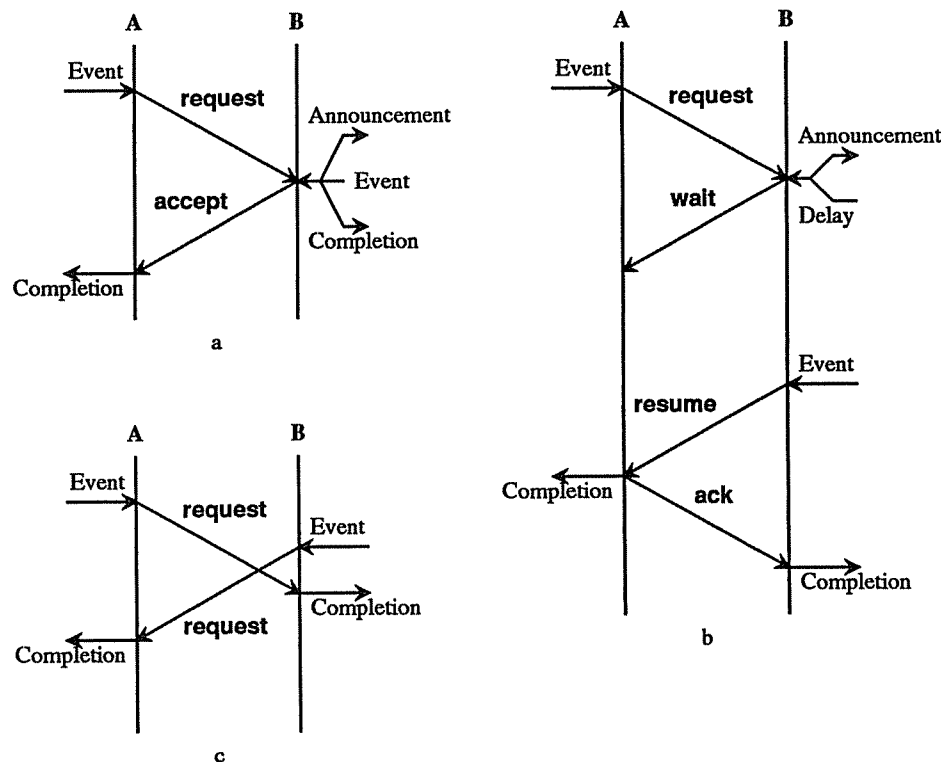 A B
Event
request
Announcement
Event
accept
Completion
Completion
a
A B
Event
request
Announcement
wait
Delay
Event
resume
Completion
ack
Completion
b
A B
Event
request
Event
Completion
request
Completion
c